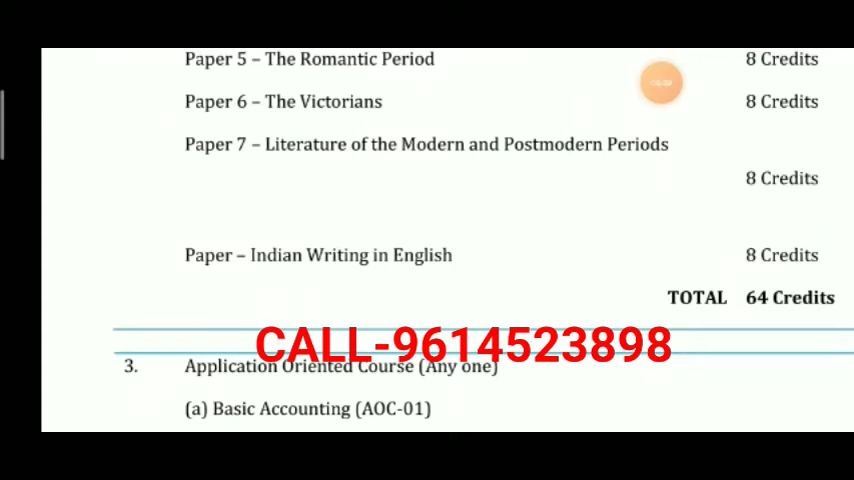 Paper 5 – The Romantic Period 8 Credits
Paper 6 – The Victorians 8 Credits
Paper 7 – Literature of the Modern and Postmodern Periods
8 Credits
Paper – Indian Writing in English 8 Credits
TOTAL 64 Credits
CALL-9614523898
3. Application Oriented Course (Any one)
(a) Basic Accounting (AOC-01)